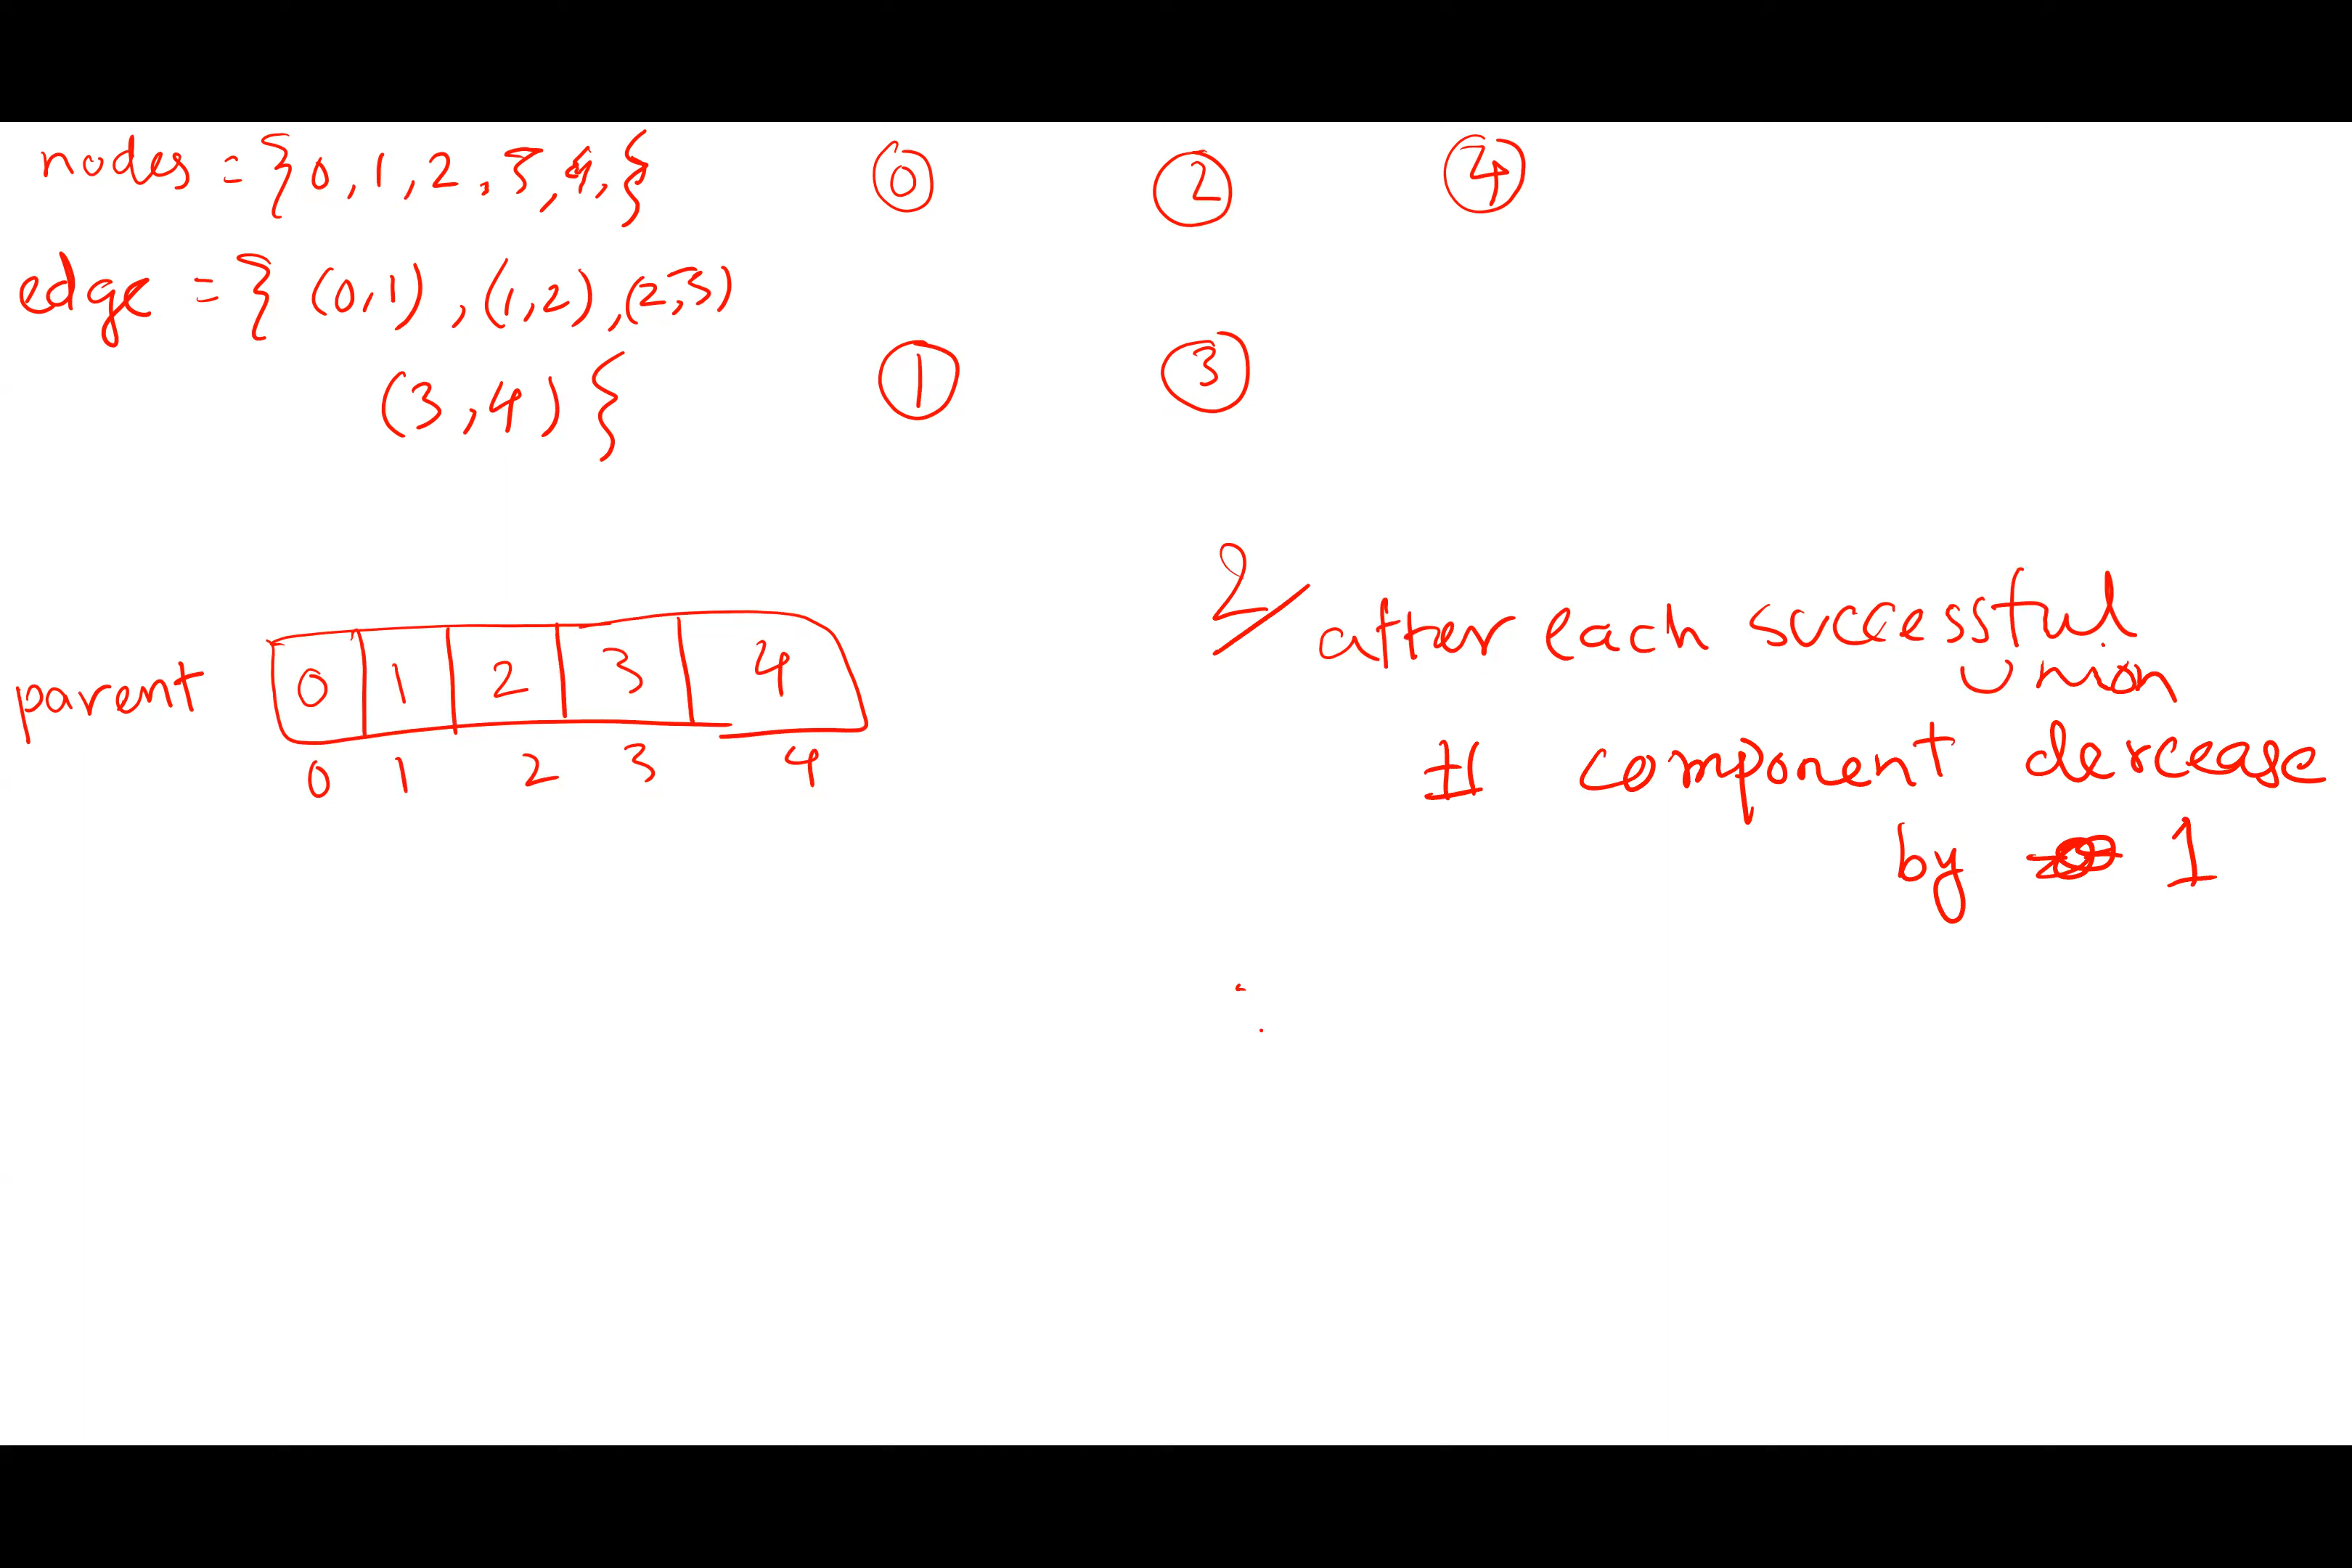 nodes = { 0, 1, 2, 3, 4, }
0 2 4
edge = { (0,1), (1,2), (2,3)
(3,4) }
1 3
2/ after each successful
union
parent 0 1 2 3 4
0 1 2 3 4
# component decrease
by 1